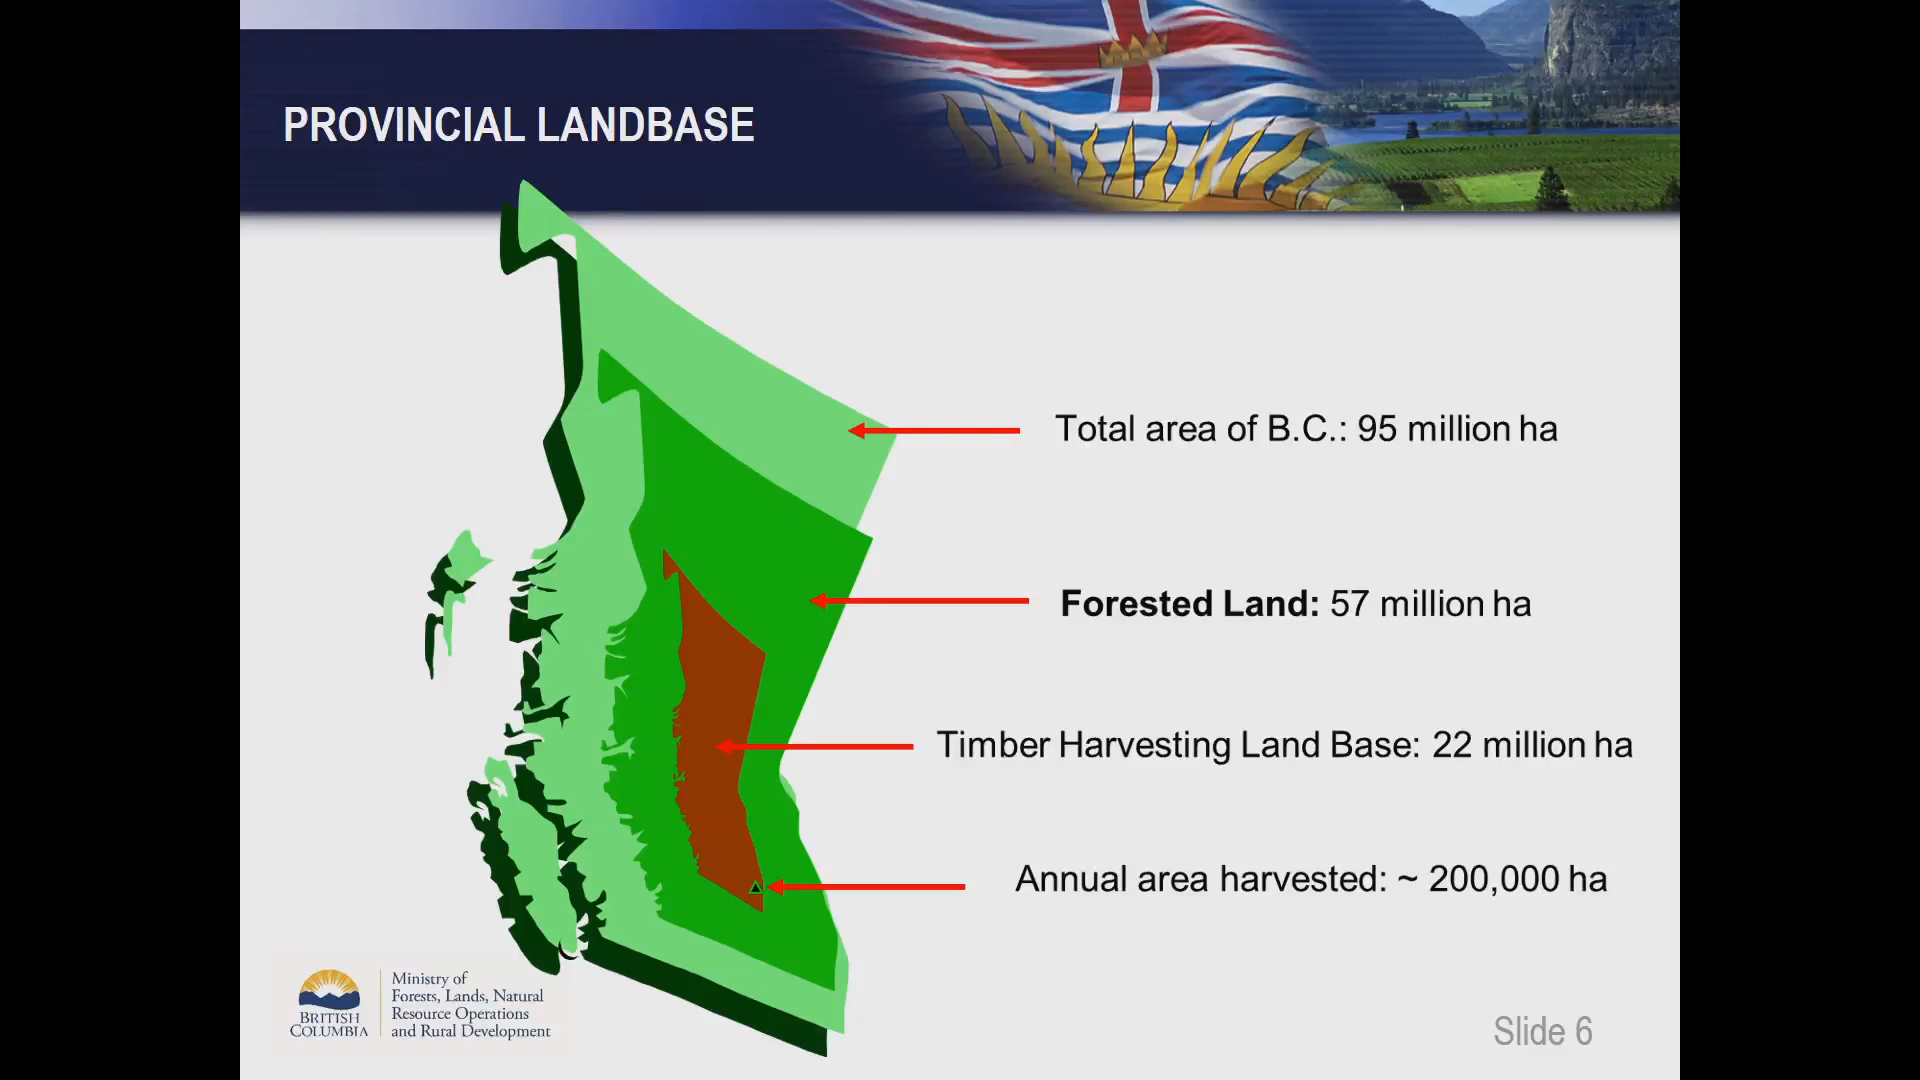 PROVINCIAL LANDBASE
Total area of B.C.: 95 million ha
Forested Land: 57 million ha
Timber Harvesting Land Base: 22 million ha
Annual area harvested: ~ 200,000 ha
BRITISH
COLUMBIA
Ministry of
Forests, Lands, Natural
Resource Operations
and Rural Development
Slide 6